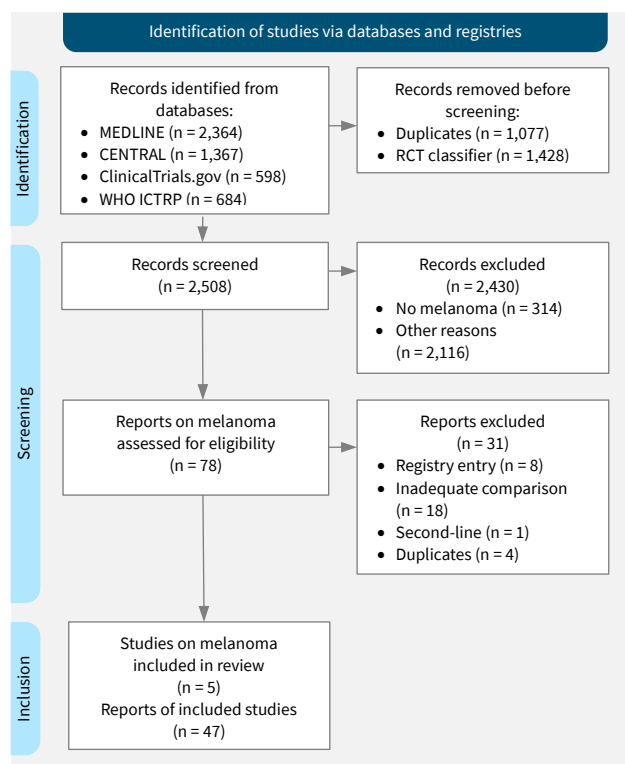 Identification of studies via databases and registries
Identification
Records identified from
databases:
• MEDLINE (n = 2,364)
• CENTRAL (n = 1,367)
• ClinicalTrials.gov (n = 598)
• WHO ICTRP (n = 684)
Records removed before
screening:
• Duplicates (n = 1,077)
• RCT classifier (n = 1,428)
Screening
Records screened
(n = 2,508)
Records excluded
(n = 2,430)
• No melanoma (n = 314)
• Other reasons
(n = 2,116)
Reports on melanoma
assessed for eligibility
(n = 78)
Reports excluded
(n = 31)
• Registry entry (n = 8)
• Inadequate comparison
(n = 18)
• Second-line (n = 1)
• Duplicates (n = 4)
Inclusion
Studies on melanoma
included in review
(n = 5)
Reports of included studies
(n = 47)